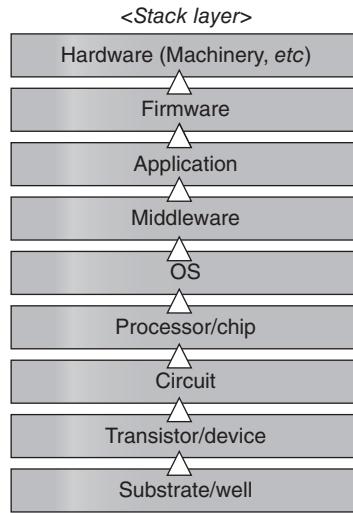 <Stack layer>
Hardware (Machinery, etc)
Firmware
Application
Middleware
OS
Processor/chip
Circuit
Transistor/device
Substrate/well